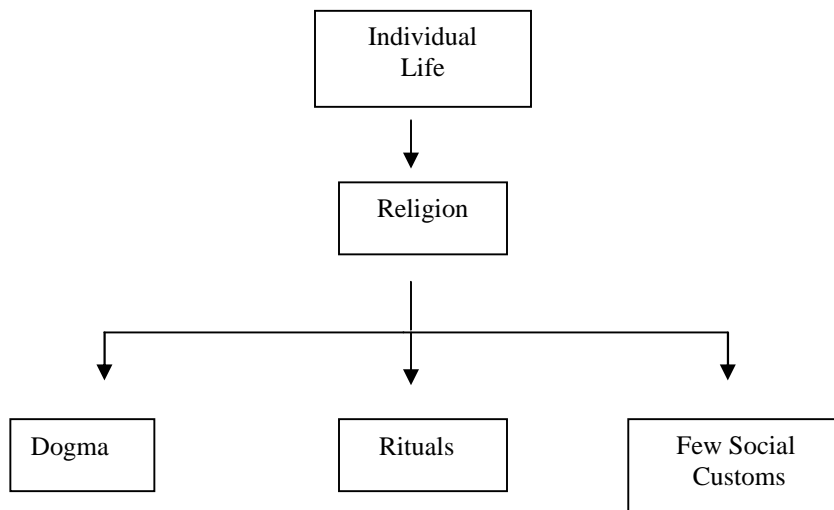 Individual
Life
Religion
Dogma
Rituals
Few Social
Customs